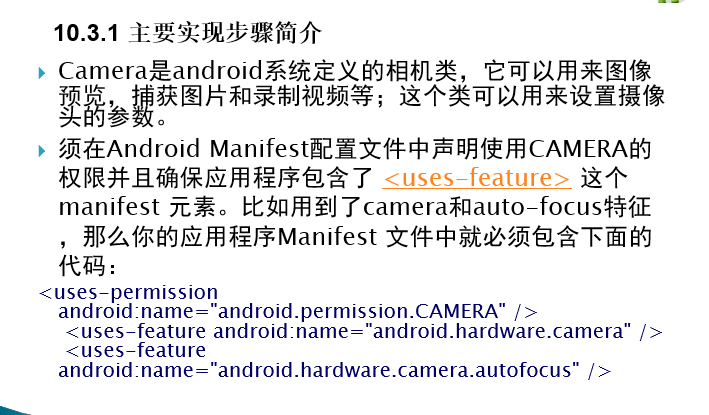 10.3.1 主要实现步骤简介
Camera是android系统定义的相机类，它可以用来图像
预览，捕获图片和录制视频等；这个类可以用来设置摄像
头的参数。
须在Android Manifest配置文件中声明使用CAMERA的
权限并且确保应用程序包含了 <uses-feature> 这个
manifest 元素。比如用到了camera和auto-focus特征
，那么你的应用程序Manifest 文件中就必须包含下面的
代码：
<uses-permission
android:name="android.permission.CAMERA" />
<uses-feature android:name="android.hardware.camera" />
<uses-feature
android:name="android.hardware.camera.autofocus" />